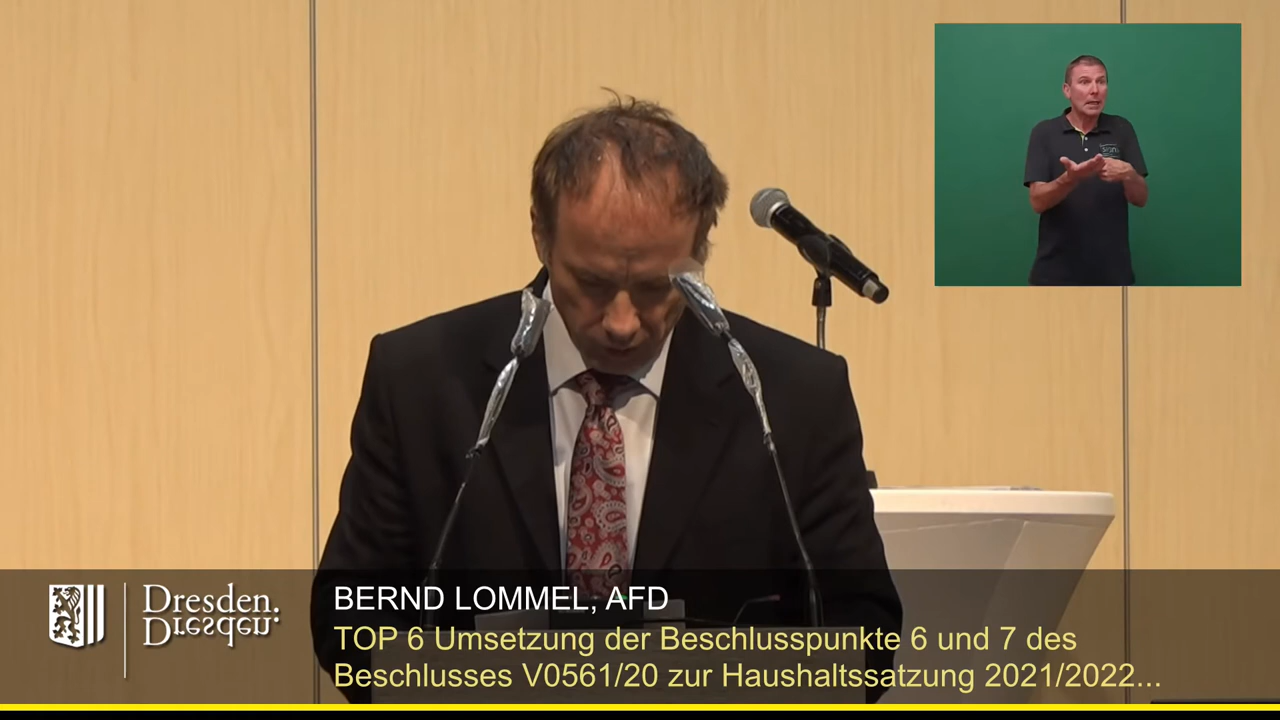 Dresden.
Dresden.
BERND LOMMEL, AFD
TOP 6 Umsetzung der Beschlusspunkte 6 und 7 des
Beschlusses V0561/20 zur Haushaltssatzung 2021/2022...